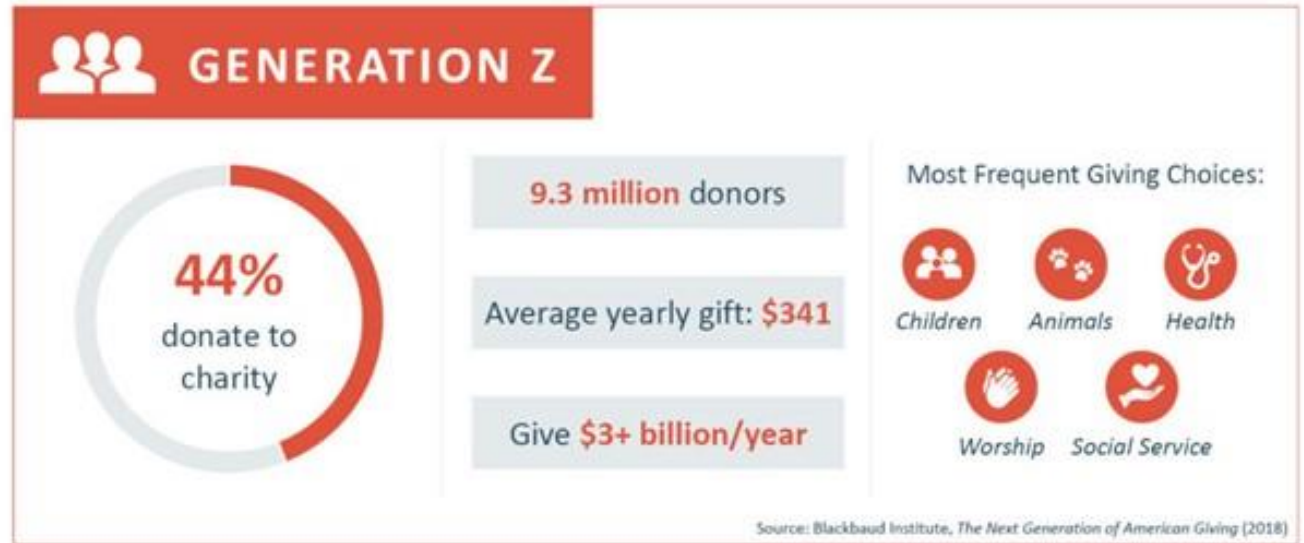 GENERATION Z
44%
donate to
charity
9.3 million donors
Average yearly gift: $341
Give $3+ billion/year
Most Frequent Giving Choices:
Children
Animals
Health
Worship
Social Service
Source: Blackbaud Institute, The Next Generation of American Giving (2018)